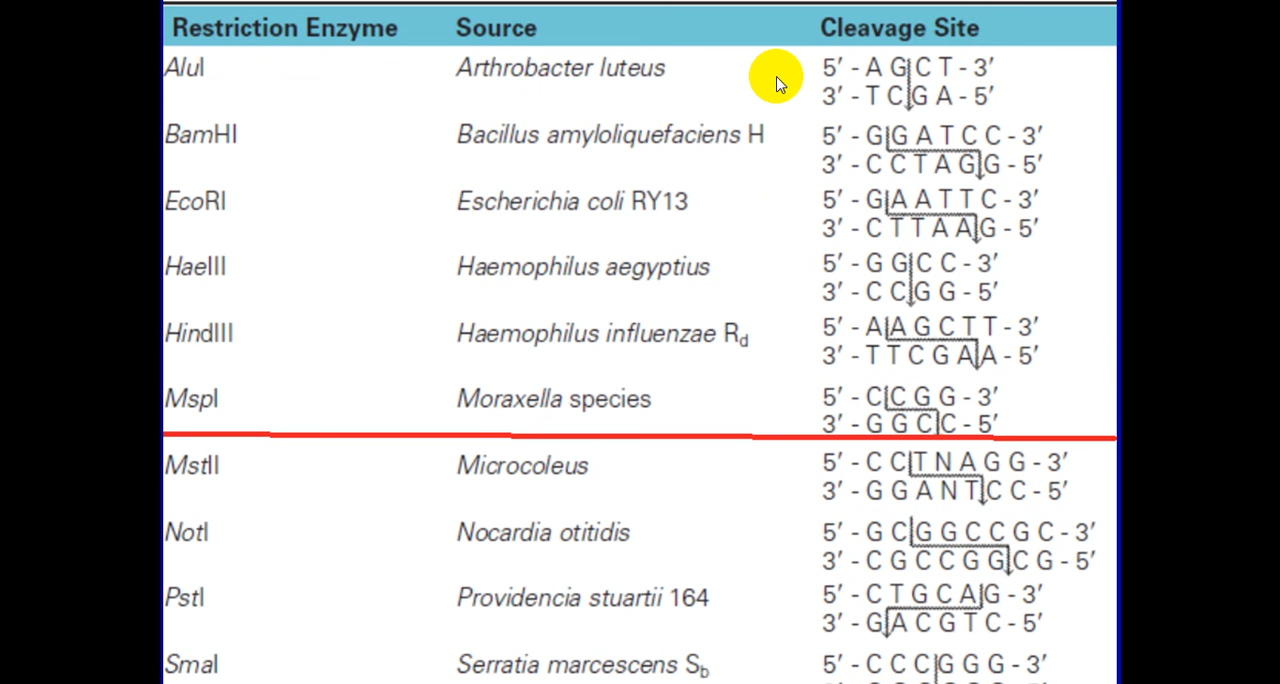 Restriction Enzyme Source Cleavage Site
AluI Arthrobacter luteus 5′ - A G C T - 3′
3′ - T C G A - 5′
BamHI Bacillus amyloliquefaciens H 5′ - G G A T C C - 3′
3′ - C C T A G G - 5′
EcoRI Escherichia coli RY13 5′ - G A A T T C - 3′
3′ - C T T A A G - 5′
HaeIII Haemophilus aegyptius 5′ - G G C C - 3′
3′ - C C G G - 5′
HindIII Haemophilus influenzae Rd 5′ - A A G C T T - 3′
3′ - T T C G A A - 5′
MspI Moraxella species 5′ - C C G G - 3′
3′ - G G C C - 5′
MstII Microcoleus 5′ - C C T N A G G - 3′
3′ - G G A N T C C - 5′
NotI Nocardia otitidis 5′ - G C G G C C G C - 3′
3′ - C G C C G G C G - 5′
PstI Providencia stuartii 164 5′ - C T G C A G - 3′
3′ - G A C G T C - 5′
SmaI Serratia marcescens Sb 5′ - C C C G G G - 3′